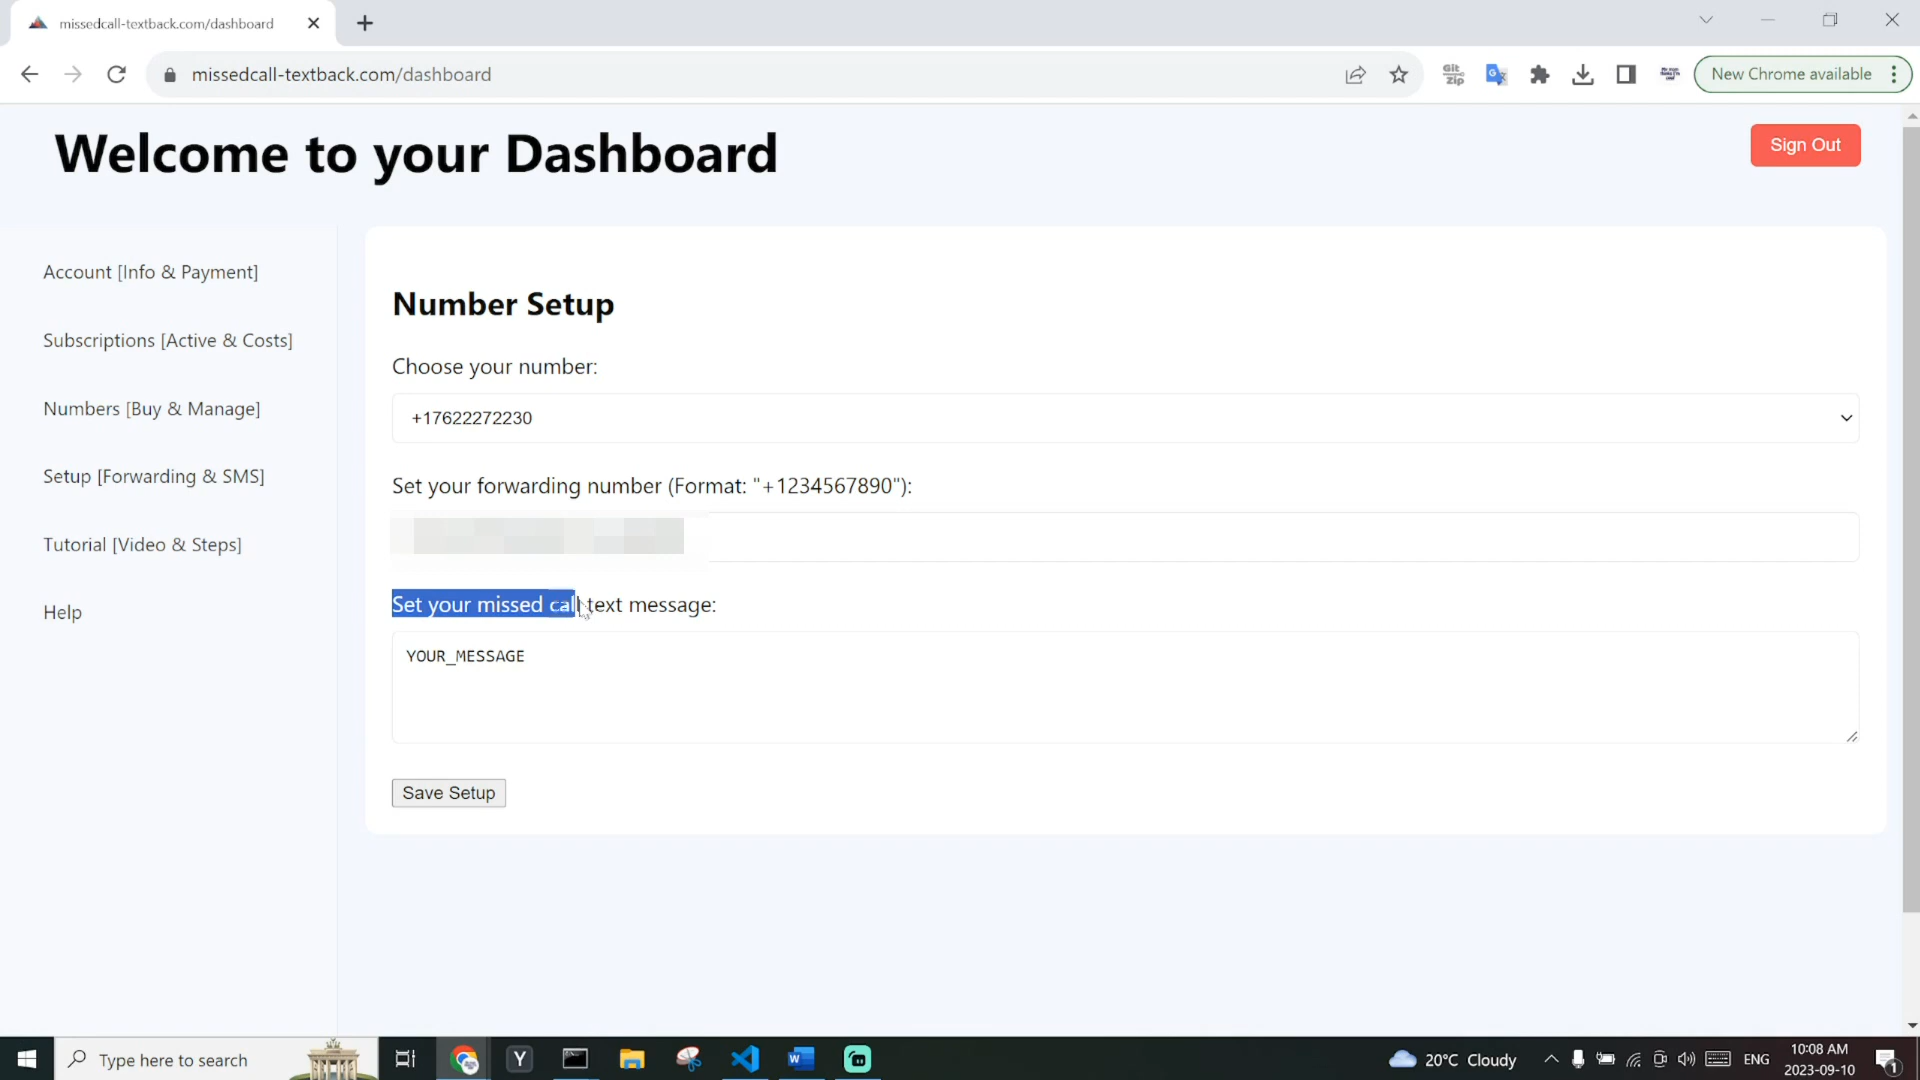 missedcall-textback.com/dashboard
missedcall-textback.com/dashboard
Git
Zip
New Chrome available
Welcome to your Dashboard
Sign Out
Account [Info & Payment]
Subscriptions [Active & Costs]
Numbers [Buy & Manage]
Setup [Forwarding & SMS]
Tutorial [Video & Steps]
Help
Number Setup
Choose your number:
+17622272230
Set your forwarding number (Format: "+1234567890"):
Set your missed call text message:
YOUR_MESSAGE
Save Setup
Type here to search
Y
20°C Cloudy
ENG
10:08 AM
2023-09-10
1